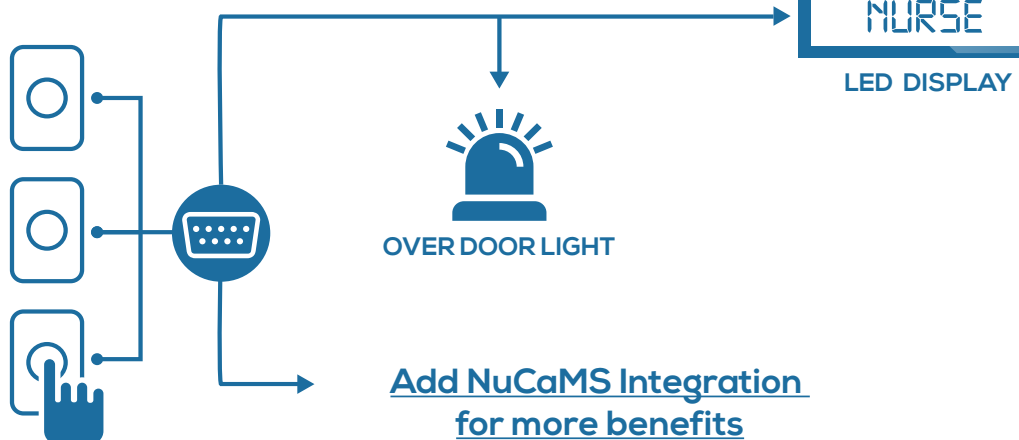 NURSE
LED DISPLAY
OVER DOOR LIGHT
Add NuCaMS Integration
for more benefits